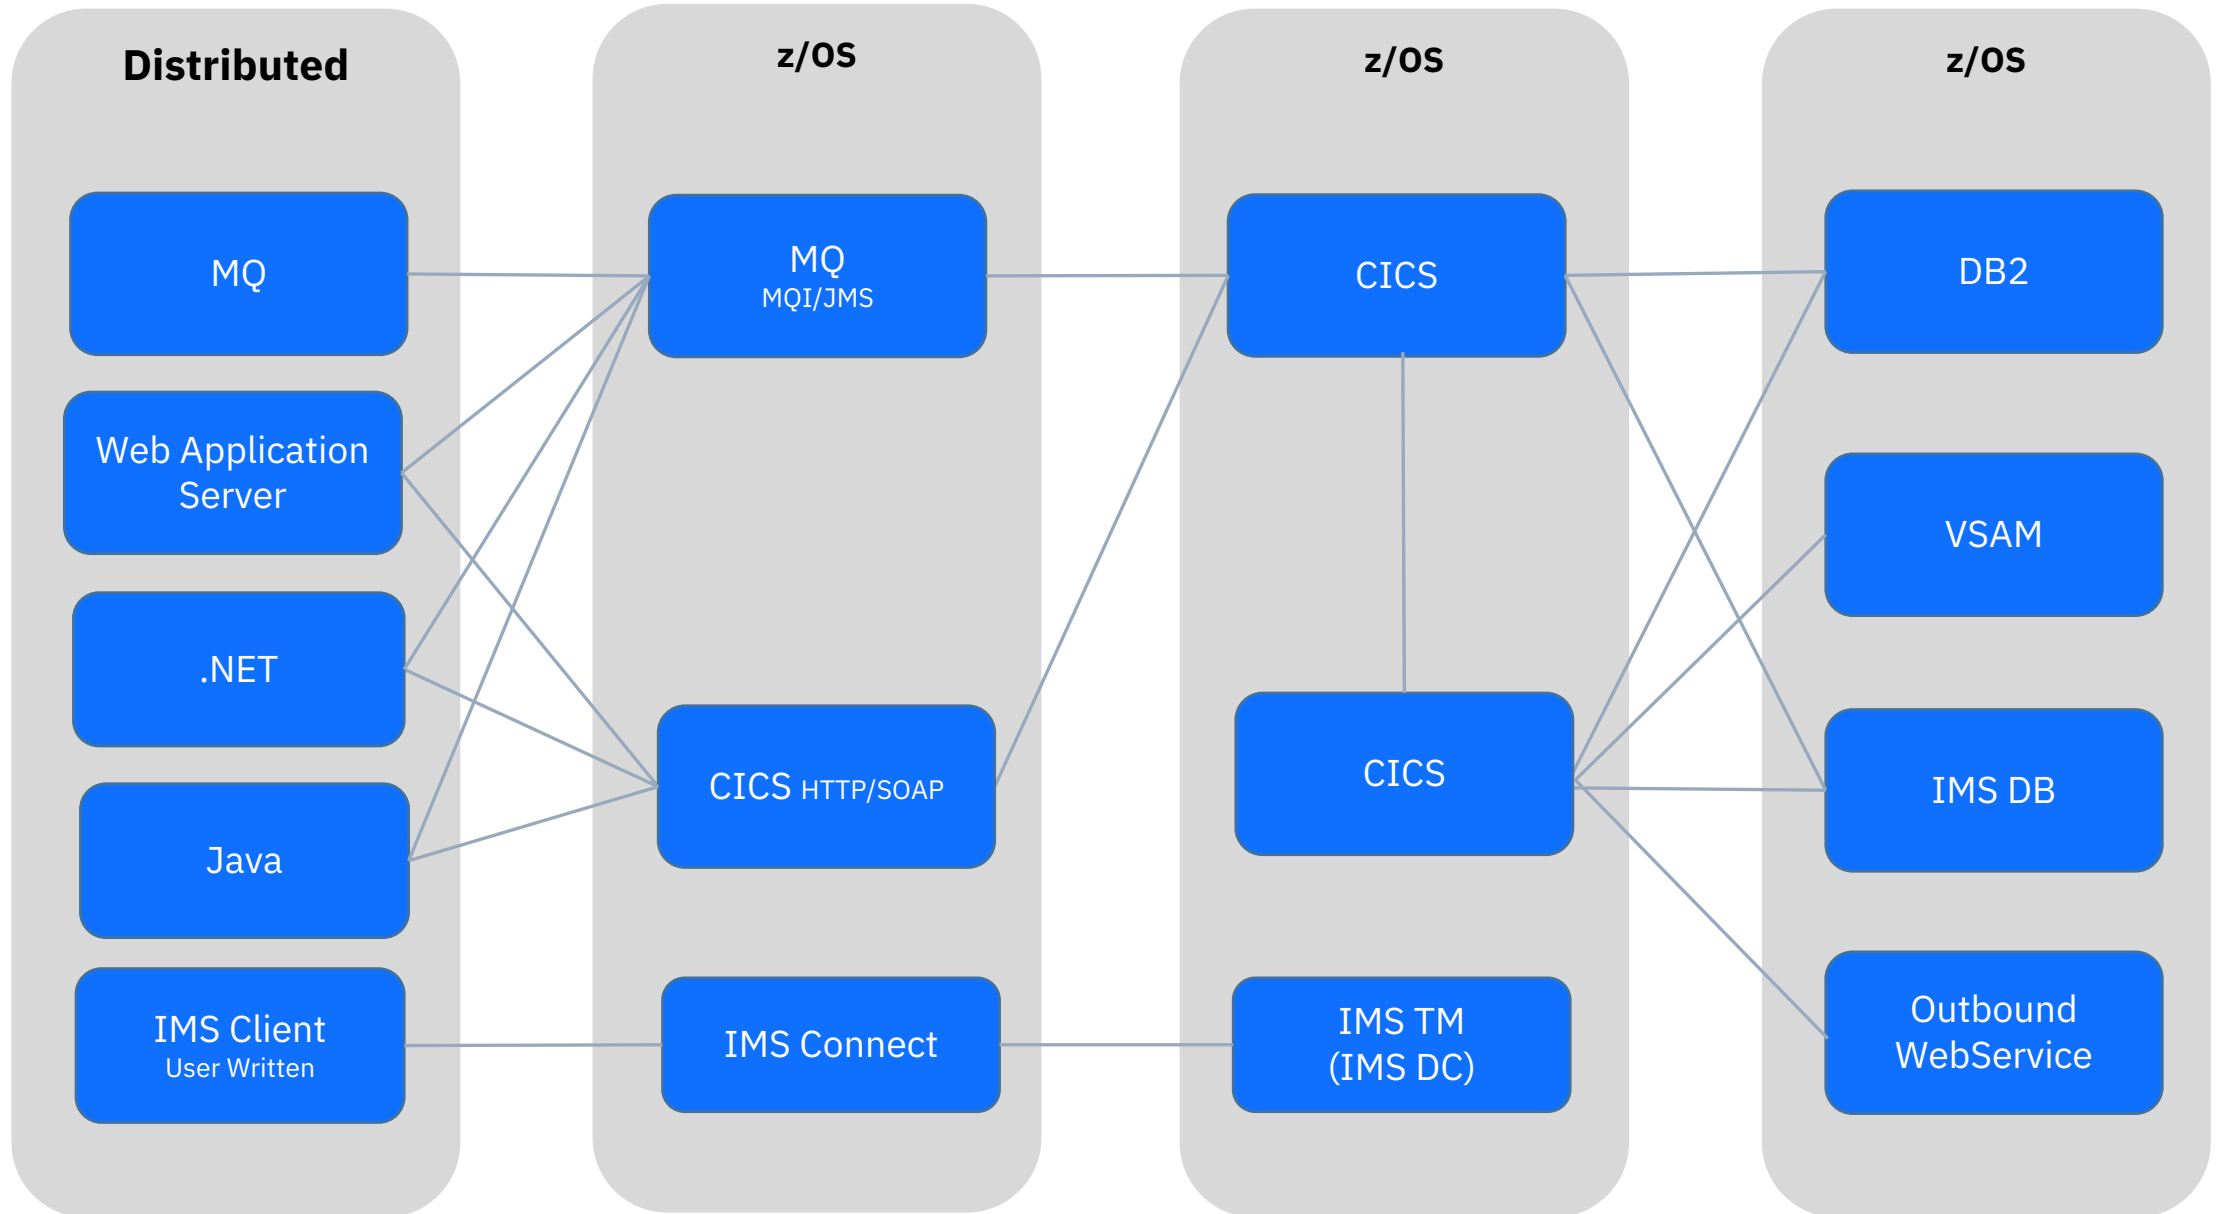 Distributed
MQ
Web Application
Server
.NET
Java
IMS Client
User Written
z/OS
MQ
MQI/JMS
CICS HTTP/SOAP
IMS Connect
z/OS
CICS
CICS
IMS TM
(IMS DC)
z/OS
DB2
VSAM
IMS DB
Outbound
WebService